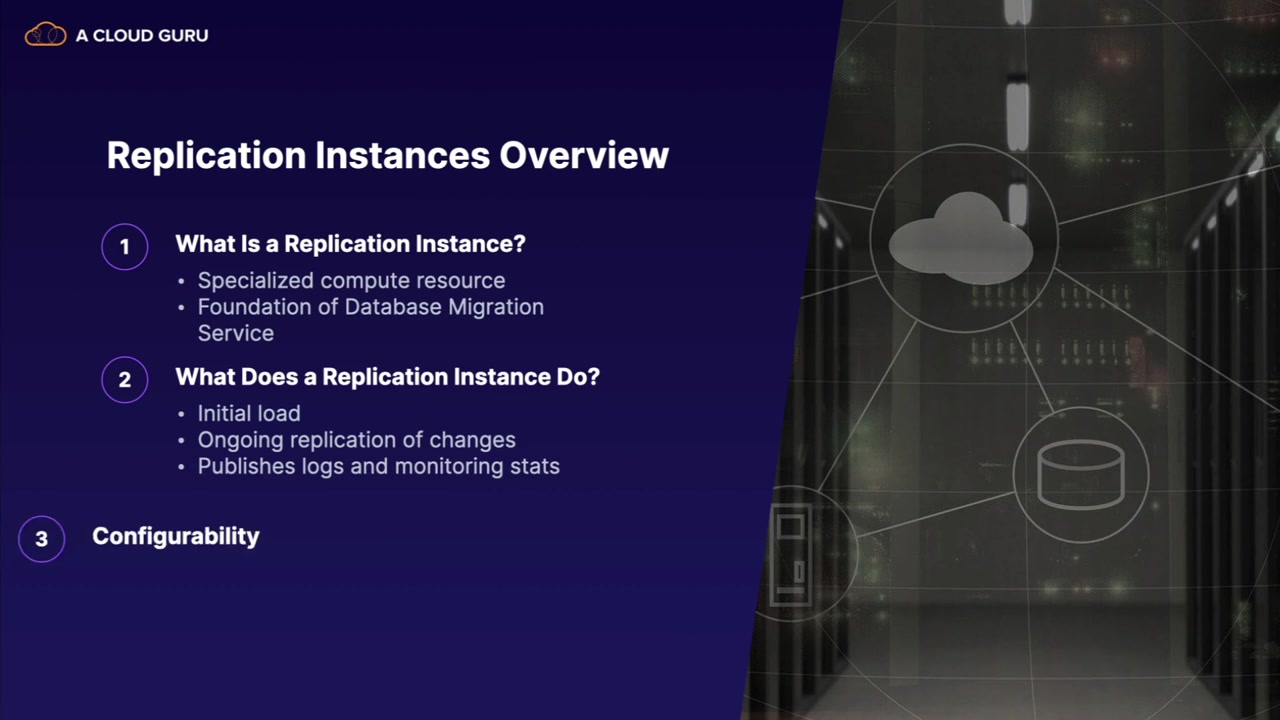 A CLOUD GURU
Replication Instances Overview
1 What Is a Replication Instance?
• Specialized compute resource
• Foundation of Database Migration
Service
2 What Does a Replication Instance Do?
• Initial load
• Ongoing replication of changes
• Publishes logs and monitoring stats
3 Configurability